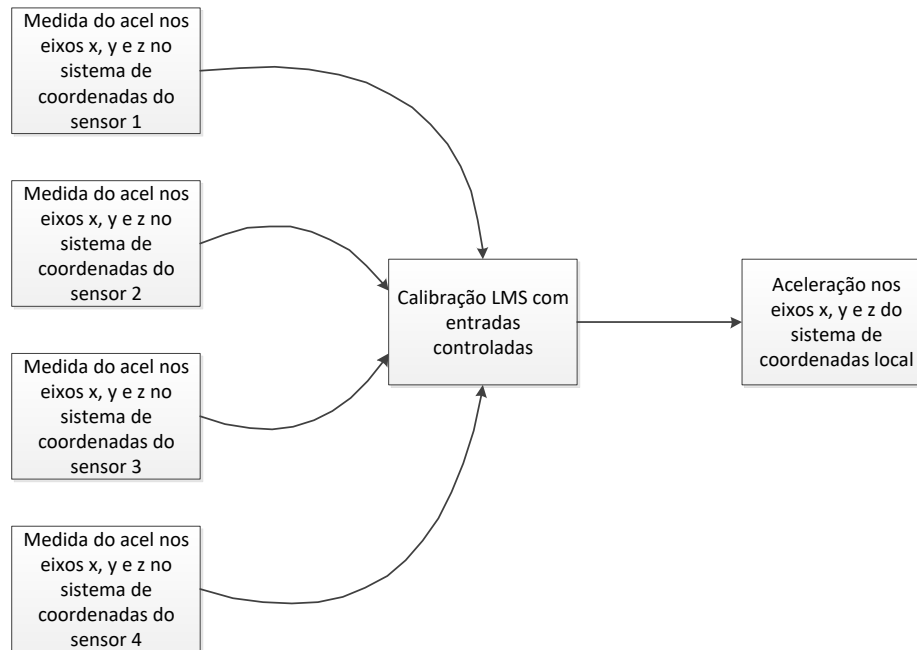 Medida do acel nos
eixos x, y e z no
sistema de
coordenadas do
sensor 1
Medida do acel nos
eixos x, y e z no
sistema de
coordenadas do
sensor 2
Medida do acel nos
eixos x, y e z no
sistema de
coordenadas do
sensor 3
Medida do acel nos
eixos x, y e z no
sistema de
coordenadas do
sensor 4
Calibração LMS com
entradas
controladas
Aceleração nos
eixos x, y e z do
sistema de
coordenadas local